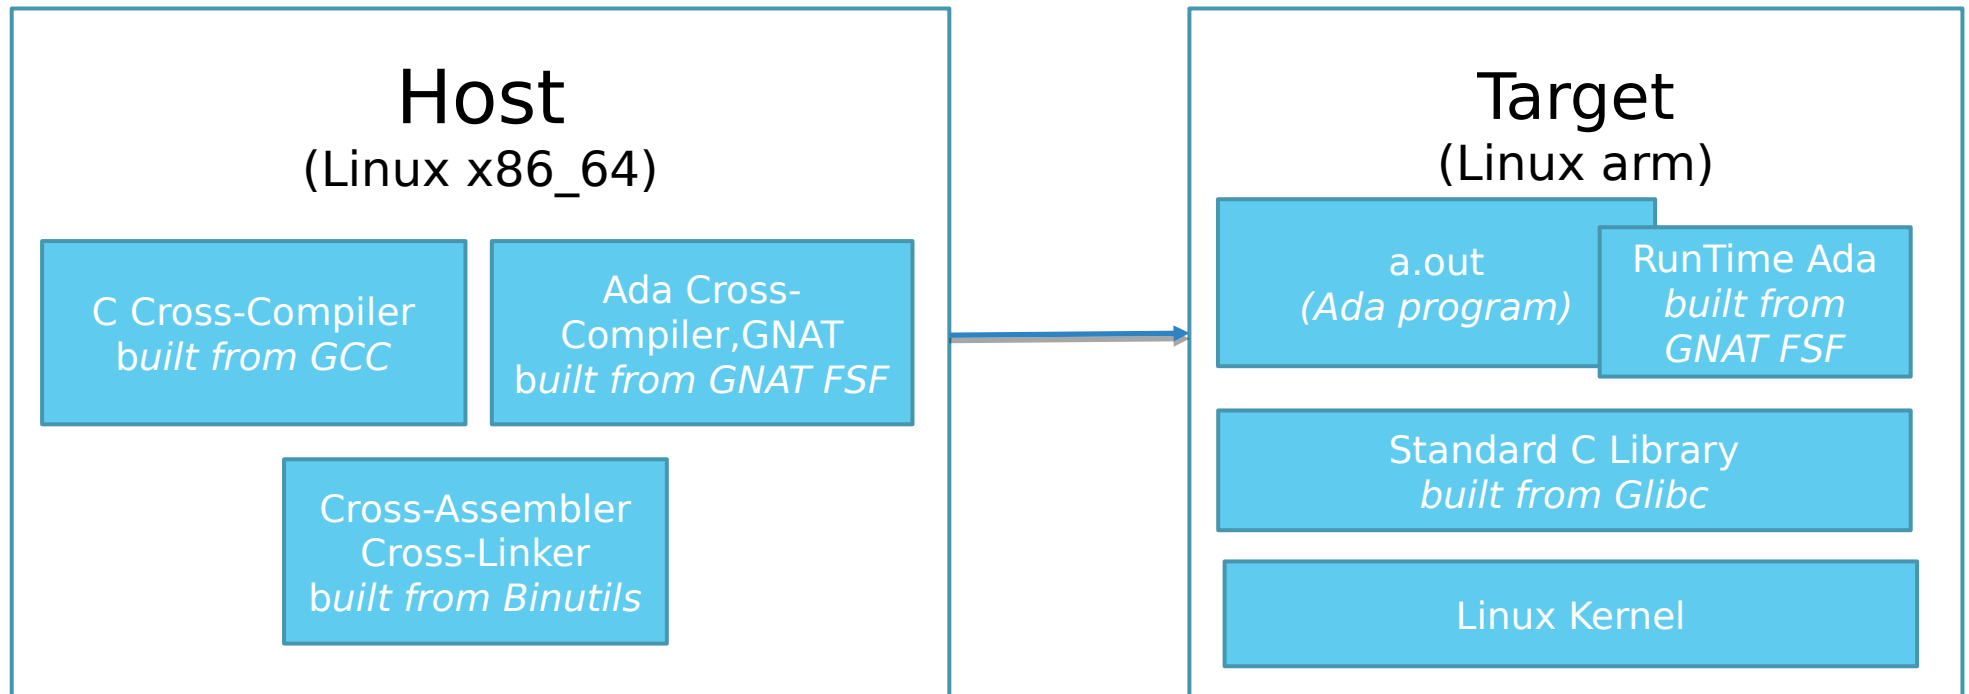 Host
(Linux x86_64)
C Cross-Compiler
built from GCC
Ada Cross-
Compiler,GNAT
built from GNAT FSF
Cross-Assembler
Cross-Linker
built from Binutils
Target
(Linux arm)
a.out
(Ada program)
RunTime Ada
built from
GNAT FSF
Standard C Library
built from Glibc
Linux Kernel